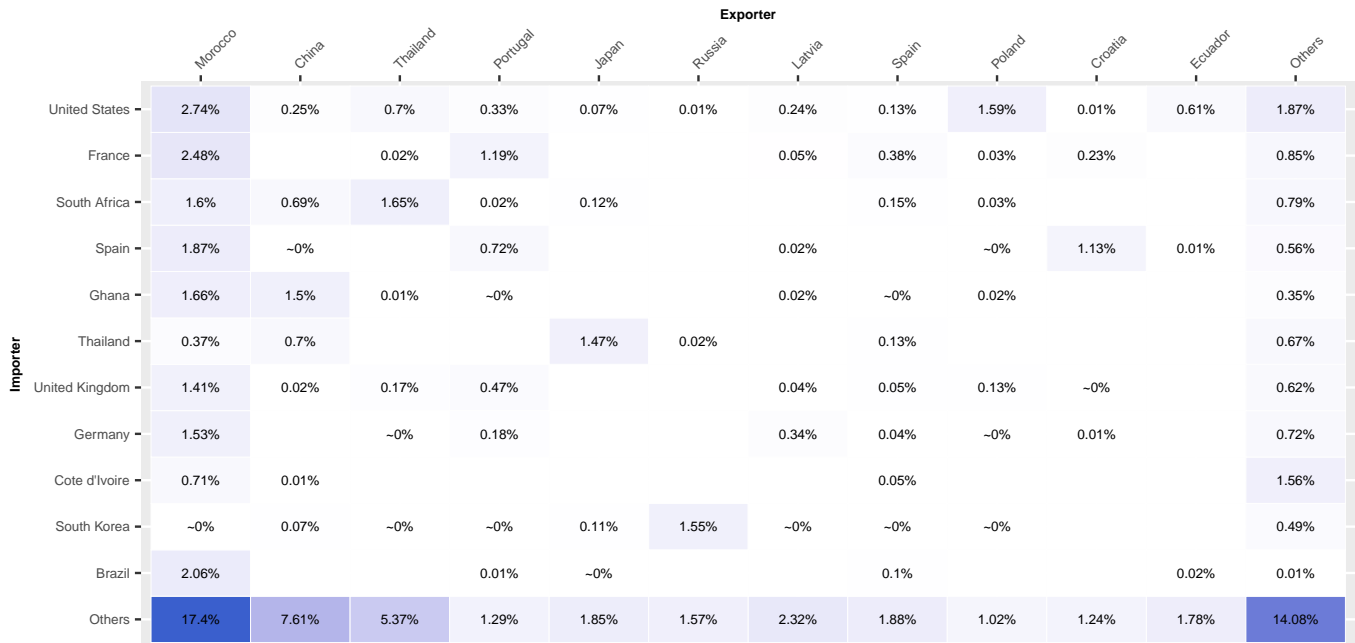 Exporter
Morocco China Thailand Portugal Japan Russia Latvia Spain Poland Croatia Ecuador Others
Importer
United States 2.74% 0.25% 0.7% 0.33% 0.07% 0.01% 0.24% 0.13% 1.59% 0.01% 0.61% 1.87%
France 2.48% 0.02% 1.19% 0.05% 0.38% 0.03% 0.23% 0.85%
South Africa 1.6% 0.69% 1.65% 0.02% 0.12% 0.15% 0.03% 0.79%
Spain 1.87% ~0% 0.72% 0.02% ~0% 1.13% 0.01% 0.56%
Ghana 1.66% 1.5% 0.01% ~0% 0.02% ~0% 0.02% 0.35%
Thailand 0.37% 0.7% 1.47% 0.02% 0.13% 0.67%
United Kingdom 1.41% 0.02% 0.17% 0.47% 0.04% 0.05% 0.13% ~0% 0.62%
Germany 1.53% ~0% 0.18% 0.34% 0.04% ~0% 0.01% 0.72%
Cote d'Ivoire 0.71% 0.01% 0.05% 1.56%
South Korea ~0% 0.07% ~0% ~0% 0.11% 1.55% ~0% ~0% ~0% 0.49%
Brazil 2.06% 0.01% ~0% 0.1% 0.02% 0.01%
Others 17.4% 7.61% 5.37% 1.29% 1.85% 1.57% 2.32% 1.88% 1.02% 1.24% 1.78% 14.08%